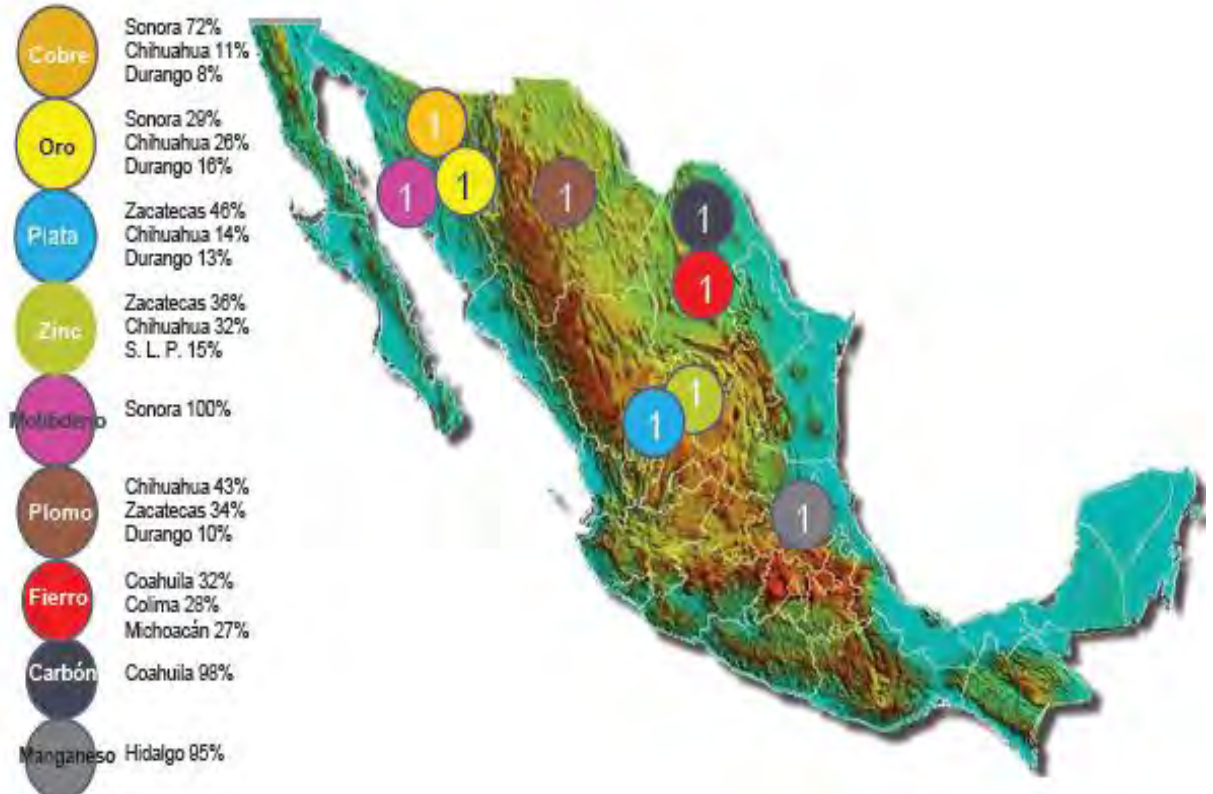 Cobre
Sonora 72%
Chihuahua 11%
Durango 8%
Oro
Sonora 29%
Chihuahua 26%
Durango 16%
Plata
Zacatecas 46%
Chihuahua 14%
Durango 13%
Zinc
Zacatecas 36%
Chihuahua 32%
S. L. P. 15%
Molibdeno
Sonora 100%
Plomo
Chihuahua 43%
Zacatecas 34%
Durango 10%
Fierro
Coahuila 32%
Colima 28%
Michoacán 27%
Carbón
Coahuila 98%
Manganeso
Hidalgo 95%
1
1
1
1
1
1
1
1
1